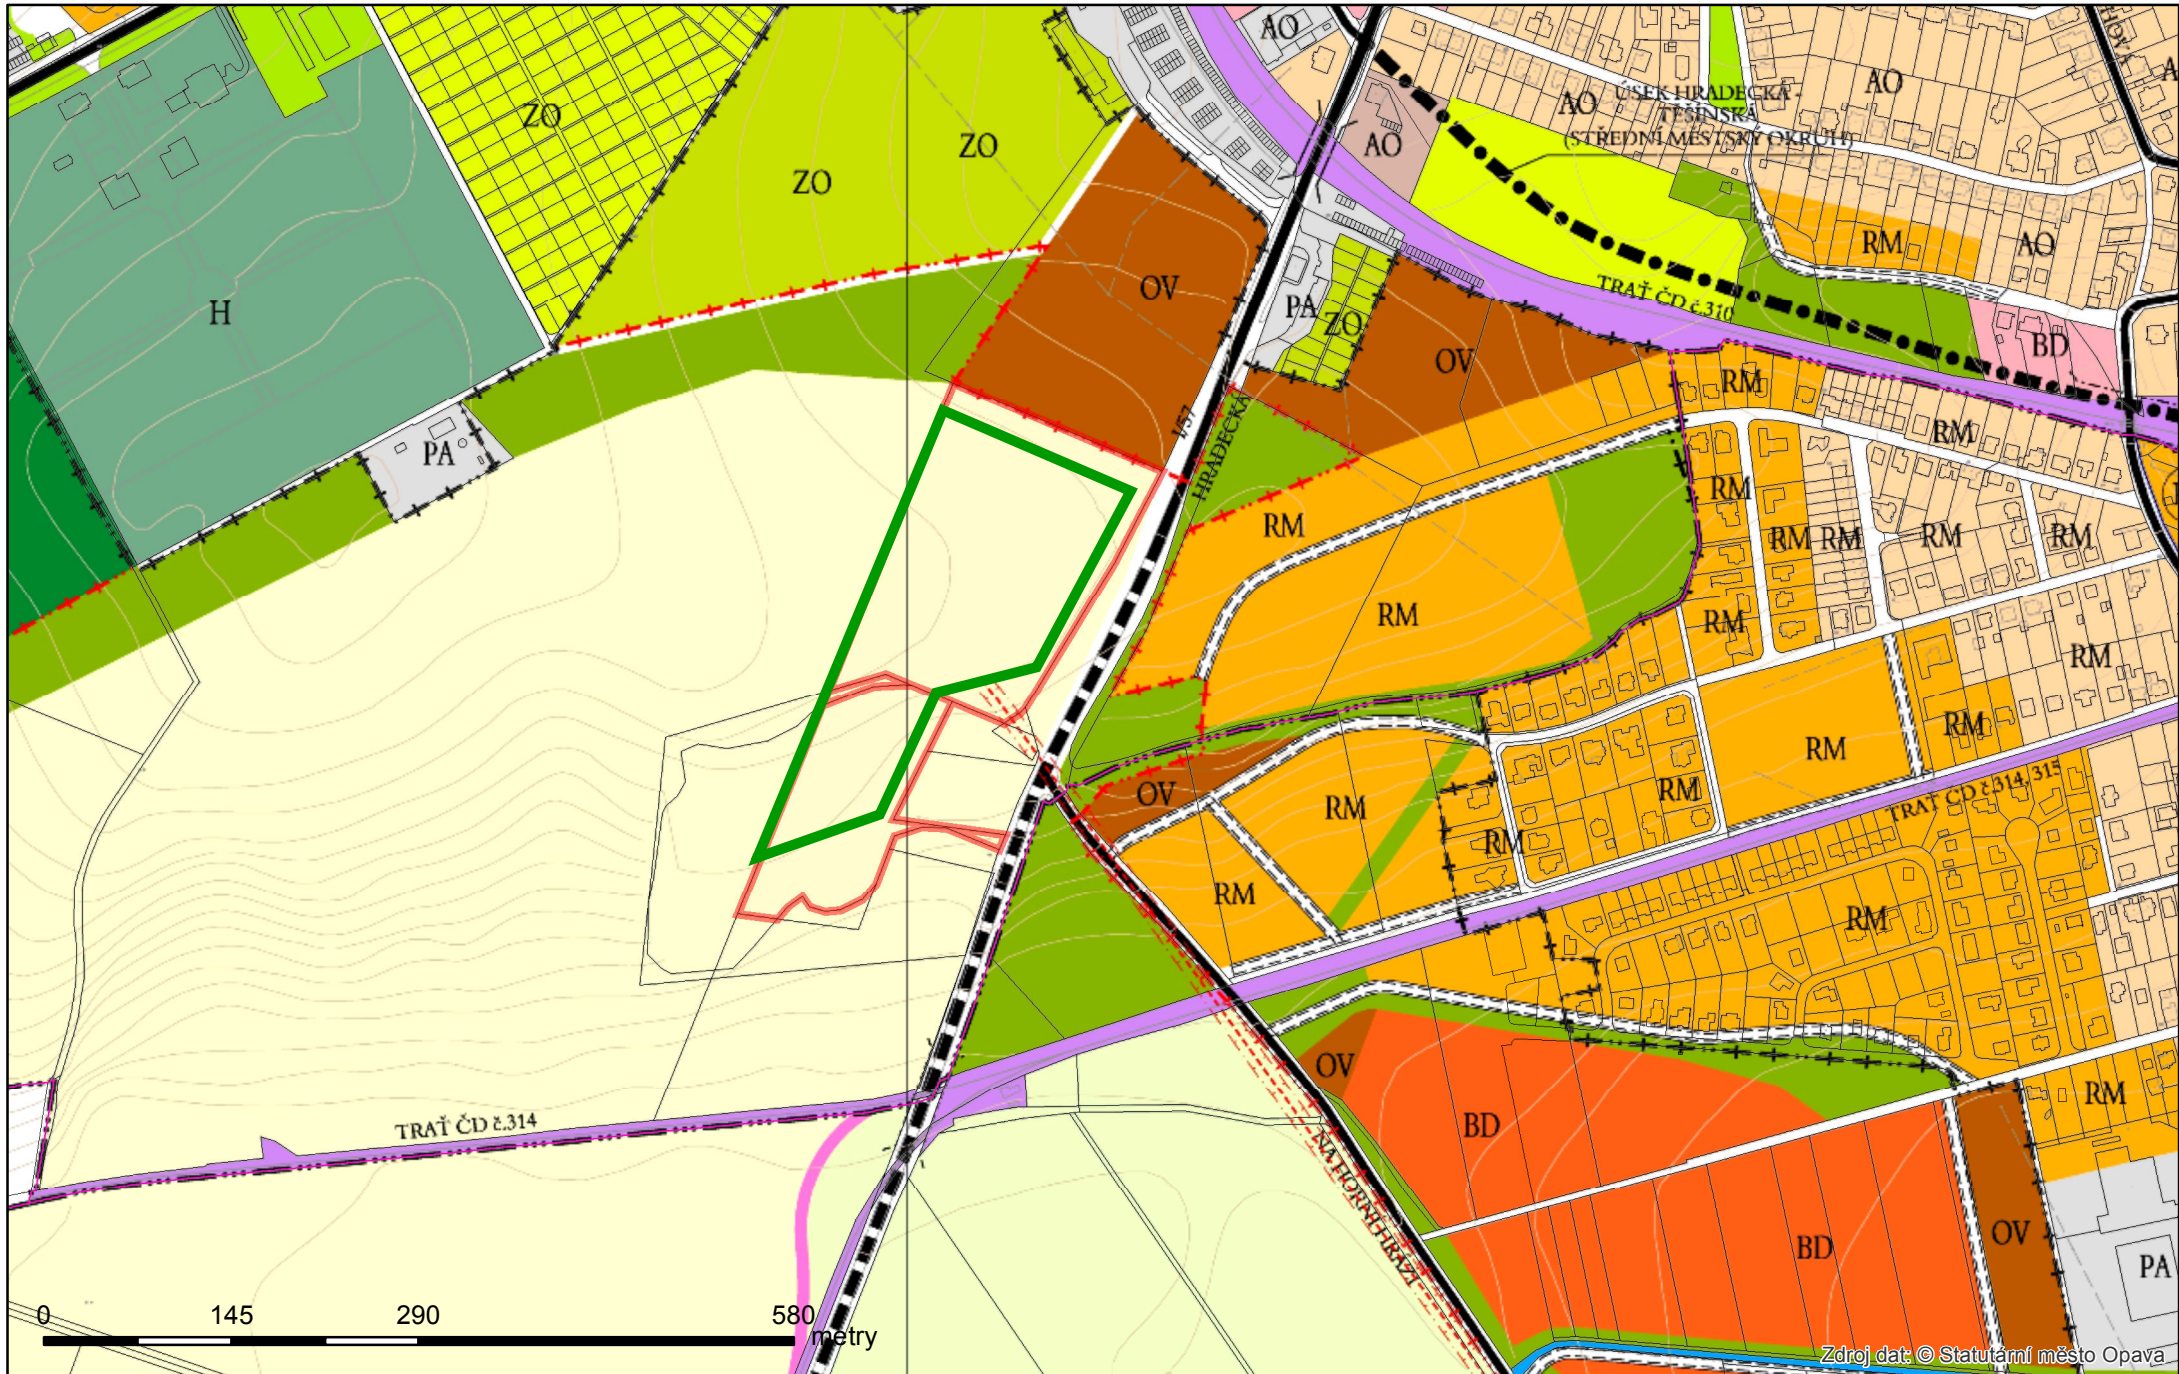 AO
HOVA
AO
ZO
AO
ÚSEK HRADECKÁ -
TĚŠÍNSKÁ
(STŘEDNÍ MĚSTSKÝ OKRUH)
ZO
AO
ZO
RM
AO
H
OV
TRAŤ ČD č.310
PA
ZO
OV
BD
RM
I/57
HRADECKÁ
RM
PA
RM
RM
RM
RM
RM
RM
RM
RM
RM
RM
RM
RM
TRAŤ ČD č.314, 315
OV
RM
RM
RM
RM
RM
OV
RM
BD
TRAŤ ČD č.314
NA HORNÍ HRÁZI
OV
BD
PA
0 145 290 580
metry
Zdroj dat: © Statutární město Opava